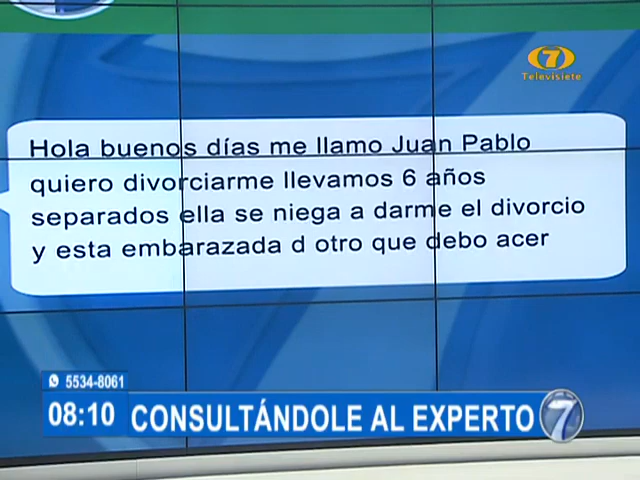 7
Televisiete
Hola buenos días me llamo Juan Pablo
quiero divorciarme llevamos 6 años
separados ella se niega a darme el divorcio
y esta embarazada d otro que debo acer
5534-8061
08:10 CONSULTÁNDOLE AL EXPERTO 7